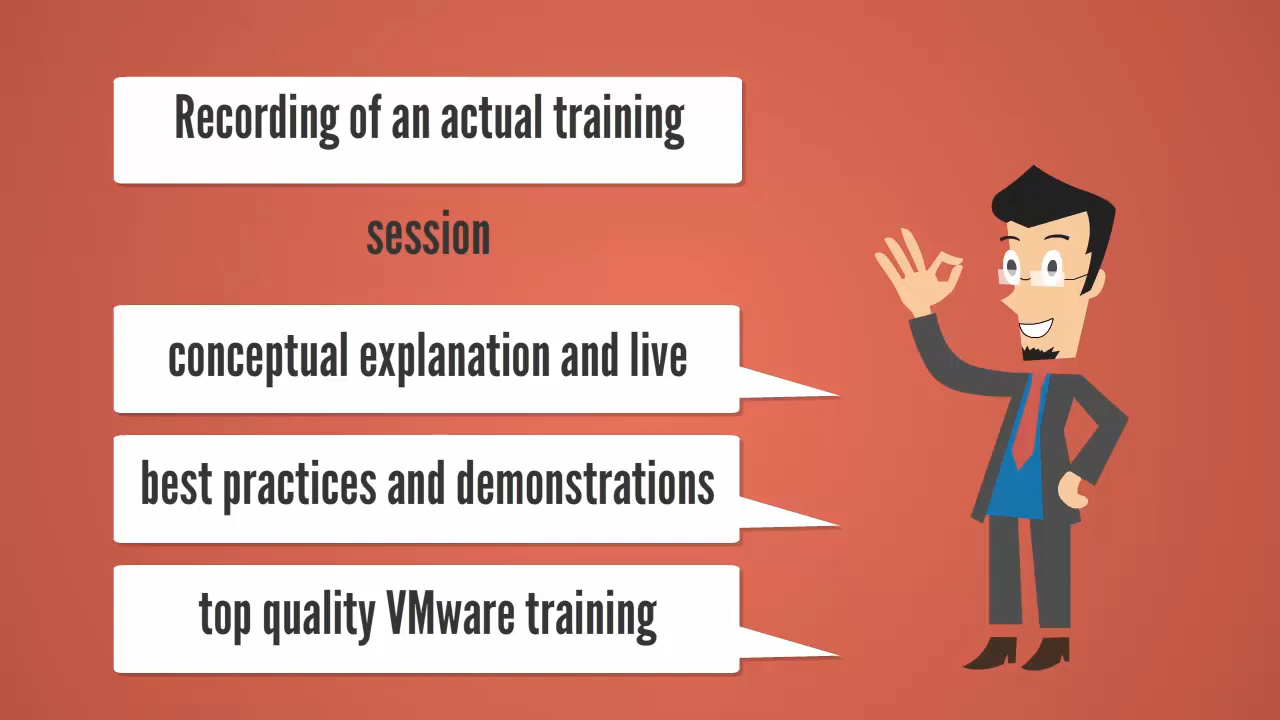 Recording of an actual training
session
conceptual explanation and live
best practices and demonstrations
top quality VMware training